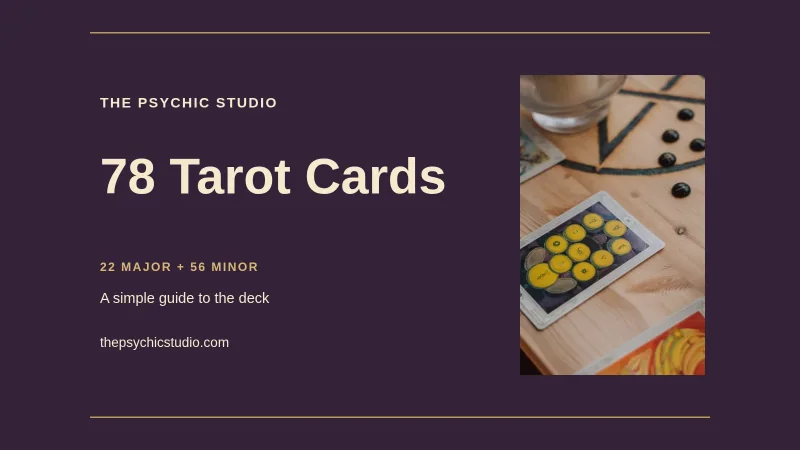 THE PSYCHIC STUDIO
78 Tarot Cards
22 MAJOR + 56 MINOR
A simple guide to the deck
thepsychicstudio.com